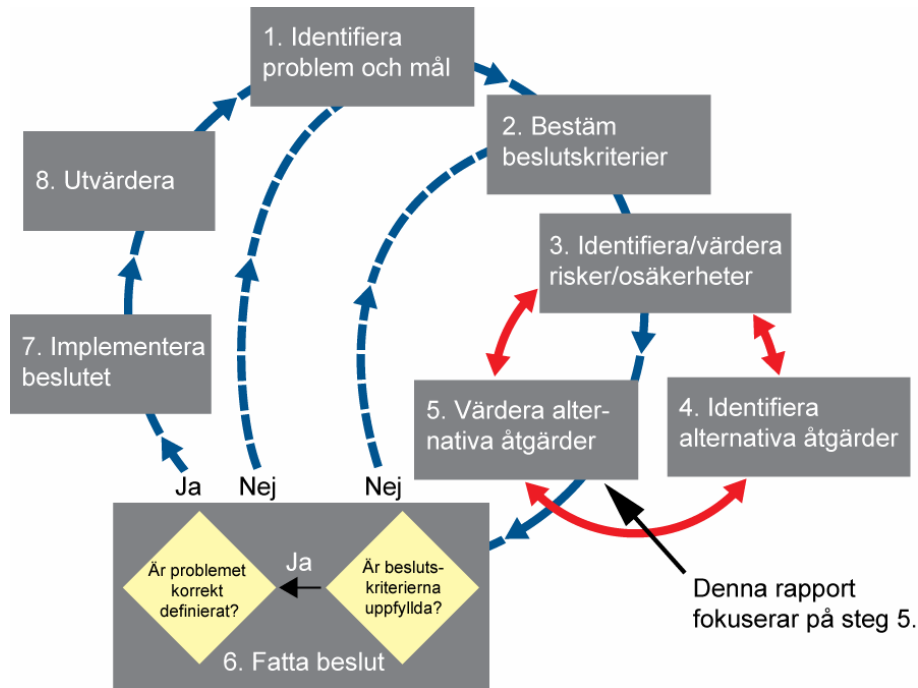 1. Identifiera
problem och mål
2. Bestäm
beslutskriterier
3. Identifiera/värdera
risker/osäkerheter
4. Identifiera
alternativa åtgärder
5. Värdera alter-
nativa åtgärder
Denna rapport
fokuserar på steg 5.
Är besluts-
kriterierna
uppfyllda?
Ja
Är problemet
korrekt
definierat?
6. Fatta beslut
Ja
Nej
Nej
7. Implementera
beslutet
8. Utvärdera